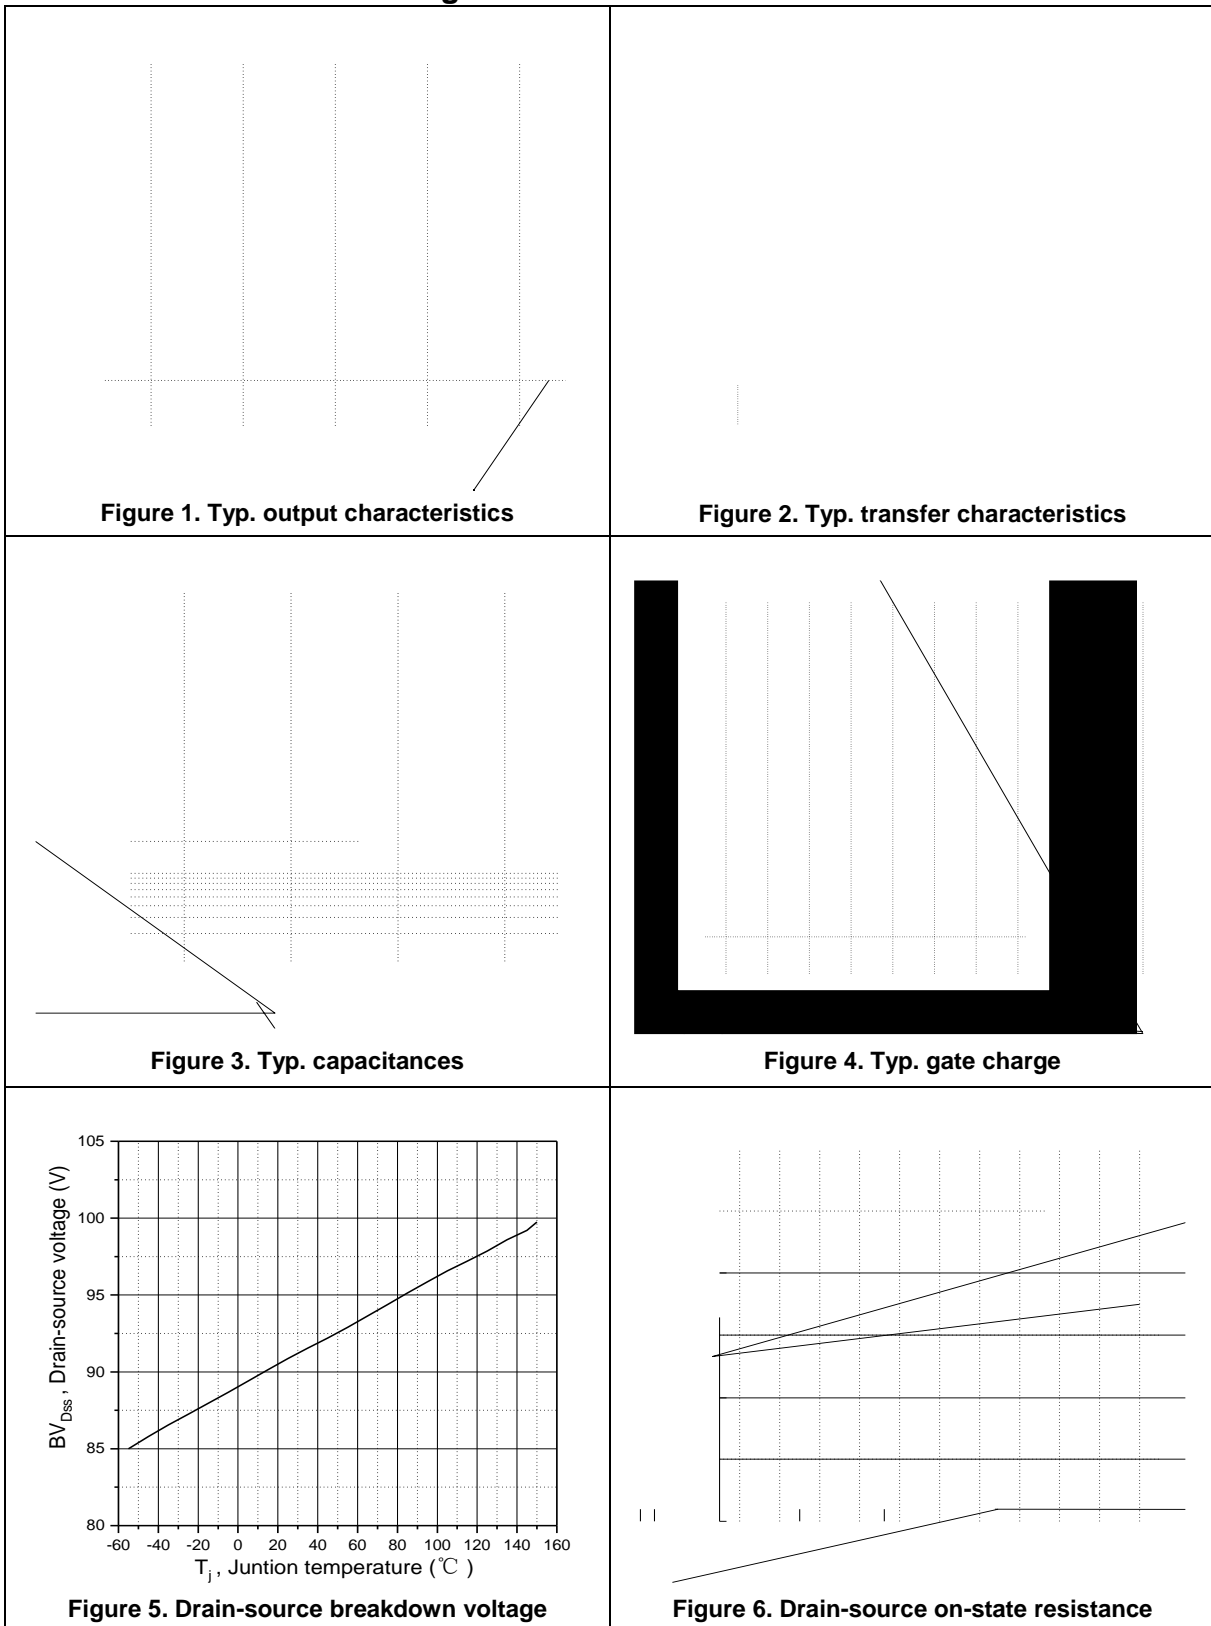 Figure 1. Typ. output characteristics
Figure 2. Typ. transfer characteristics
Figure 3. Typ. capacitances
Figure 4. Typ. gate charge
105
100
95
90
85
80
BV_Dss , Drain-source voltage (V)
-60 -40 -20 0 20 40 60 80 100 120 140 160
T_j , Juntion temperature (℃ )
Figure 5. Drain-source breakdown voltage
Figure 6. Drain-source on-state resistance